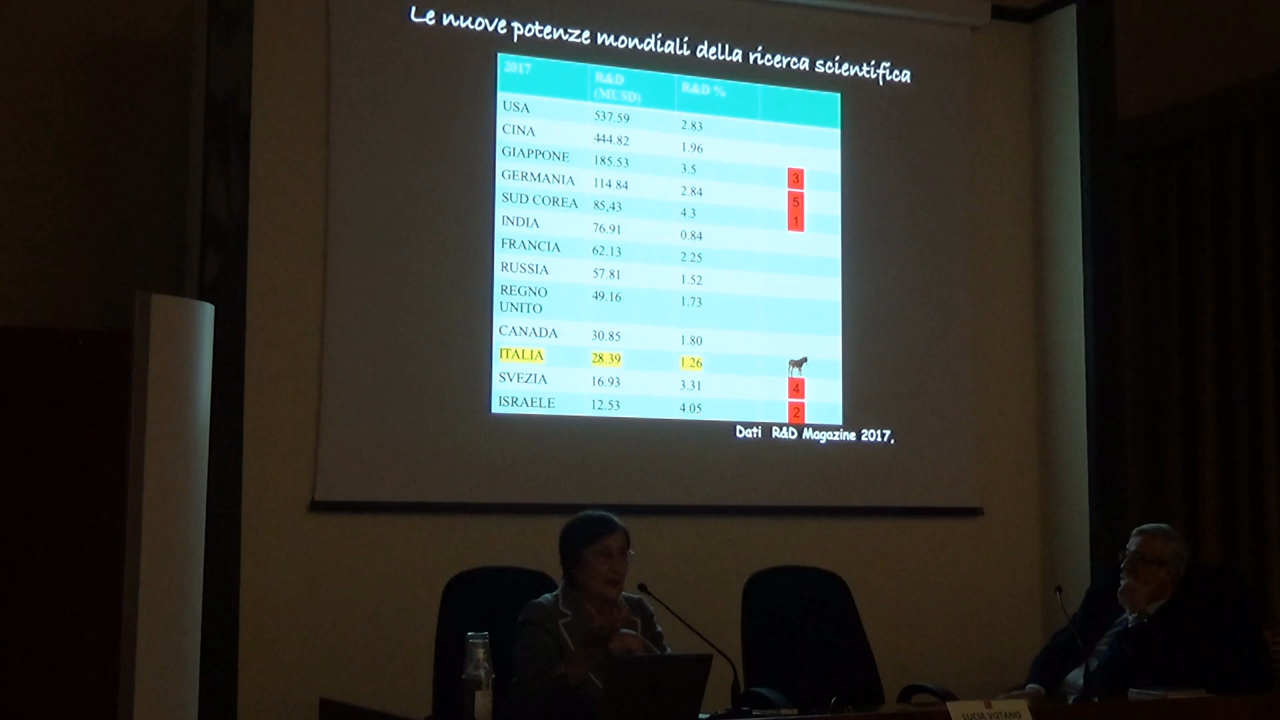 Le nuove potenze mondiali della ricerca scientifica
2017 R&D (MUSD) R&D %
USA 537.59 2.83
CINA 444.82 1.96
GIAPPONE 185.53 3.5 3
GERMANIA 114.84 2.84 5
SUD COREA 85,43 4.3 1
INDIA 76.91 0.84
FRANCIA 62.13 2.25
RUSSIA 57.81 1.52
REGNO UNITO 49.16 1.73
CANADA 30.85 1.80
ITALIA 28.39 1.26
SVEZIA 16.93 3.31 4
ISRAELE 12.53 4.05 2
Dati R&D Magazine 2017,
LUCIA VOTANO